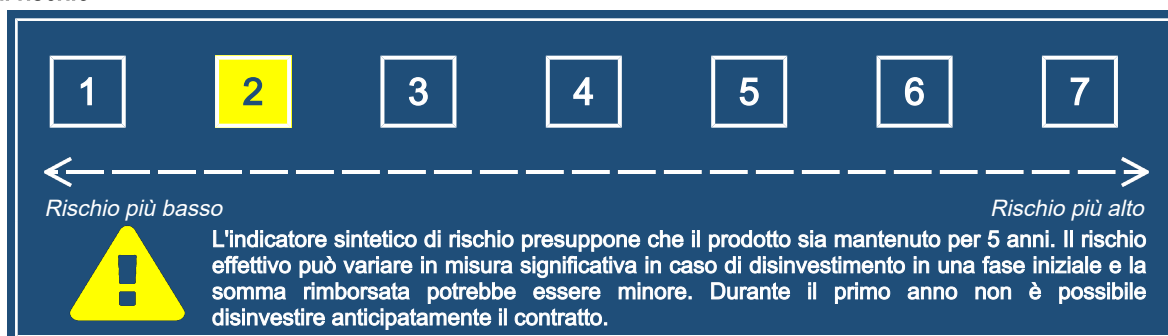 1 2 3 4 5 6 7
Rischio più basso Rischio più alto
L'indicatore sintetico di rischio presuppone che il prodotto sia mantenuto per 5 anni. Il rischio
effettivo può variare in misura significativa in caso di disinvestimento in una fase iniziale e la
somma rimborsata potrebbe essere minore. Durante il primo anno non è possibile
disinvestire anticipatamente il contratto.